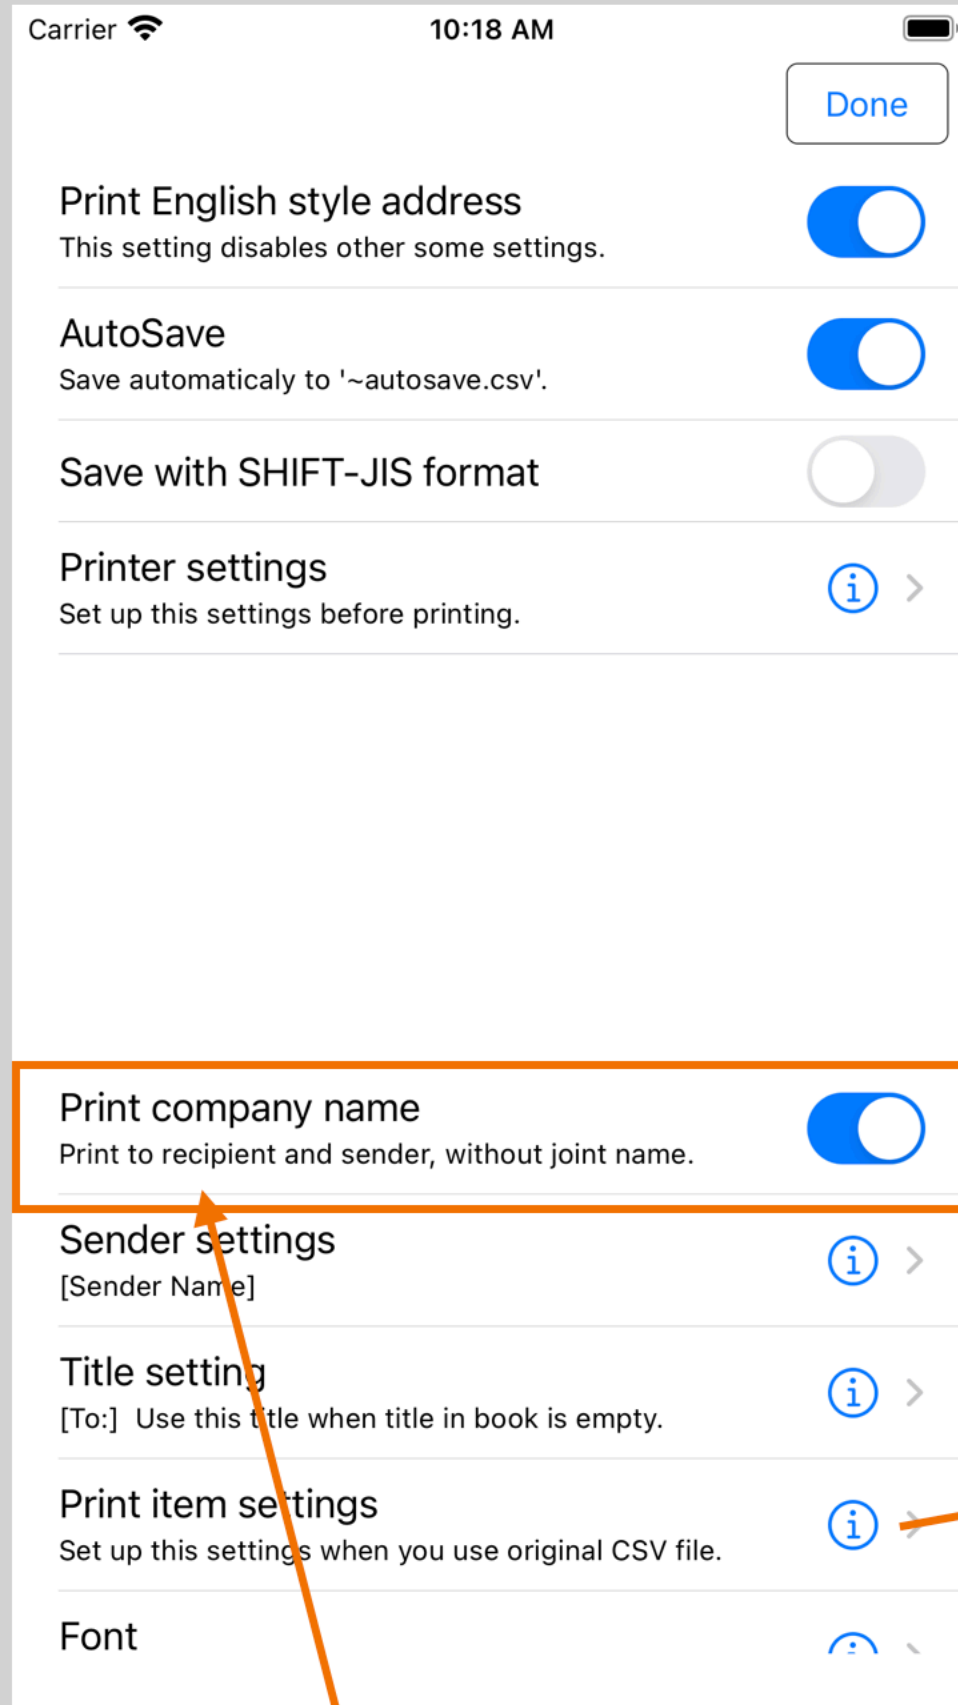 Carrier
10:18 AM
Done
Print English style address
This setting disables other some settings.
AutoSave
Save automaticaly to '~autosave.csv'.
Save with SHIFT-JIS format
Printer settings
Set up this settings before printing.
Print company name
Print to recipient and sender, without joint name.
Sender settings
[Sender Name]
Title setting
[To:]  Use this title when title in book is empty.
Print item settings
Set up this settings when you use original CSV file.
Font